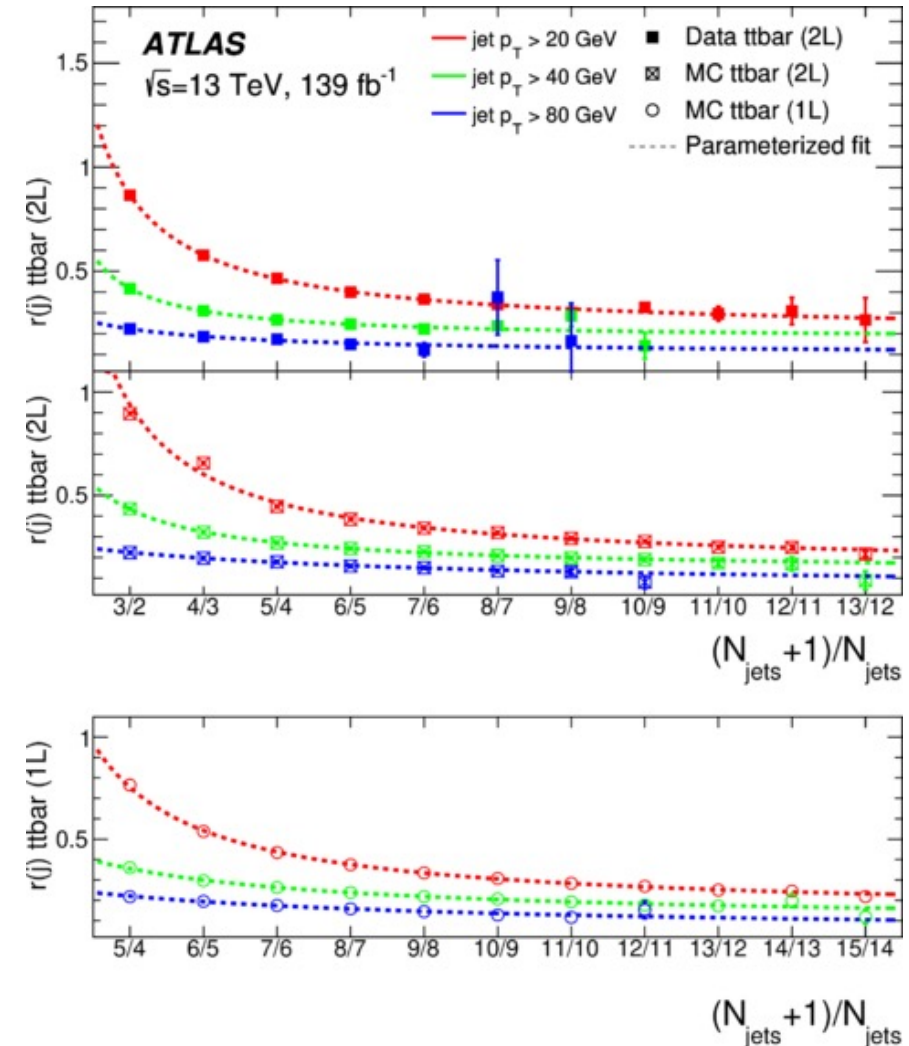 ATLAS
√s=13 TeV, 139 fb⁻¹
jet p_T > 20 GeV
jet p_T > 40 GeV
jet p_T > 80 GeV
Data ttbar (2L)
MC ttbar (2L)
MC ttbar (1L)
Parameterized fit
r(j) ttbar (2L)
1.5
1
0.5
r(j) ttbar (2L)
1
0.5
3/2 4/3 5/4 6/5 7/6 8/7 9/8 10/9 11/10 12/11 13/12
(N_jets+1)/N_jets
r(j) ttbar (1L)
1
0.5
5/4 6/5 7/6 8/7 9/8 10/9 11/10 12/11 13/12 14/13 15/14
(N_jets+1)/N_jets